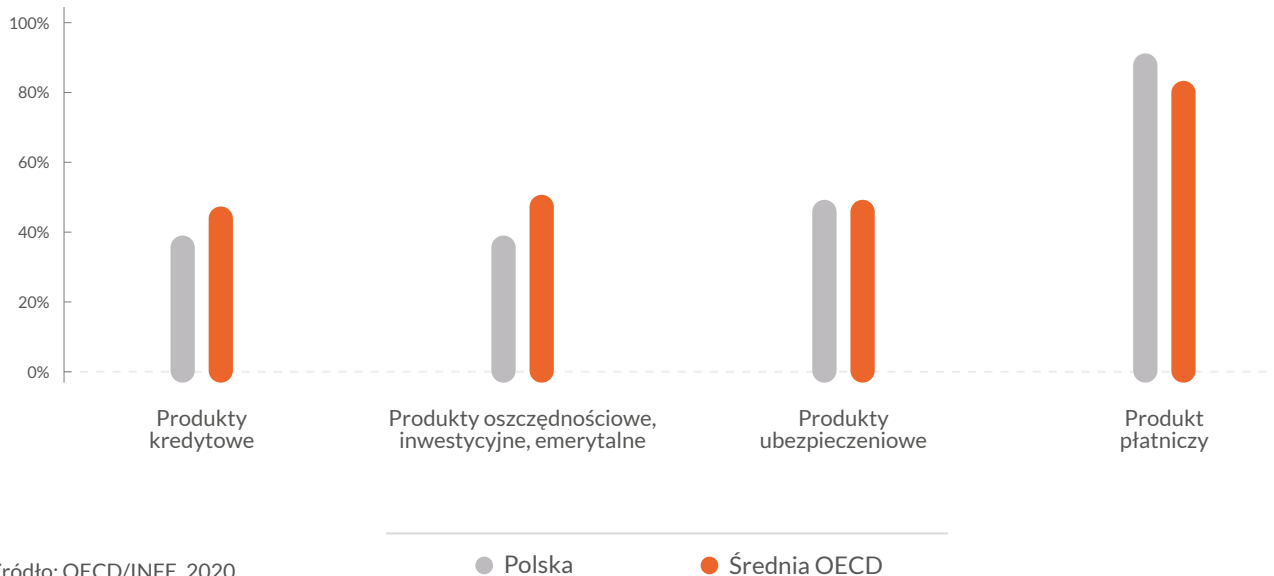 100%
80%
60%
40%
20%
0%
Produkty
kredytowe
Produkty oszczędnościowe,
inwestycyjne, emerytalne
Produkty
ubezpieczeniowe
Produkt
płatniczy
Polska
Średnia OECD
OECD/INFE, 2020